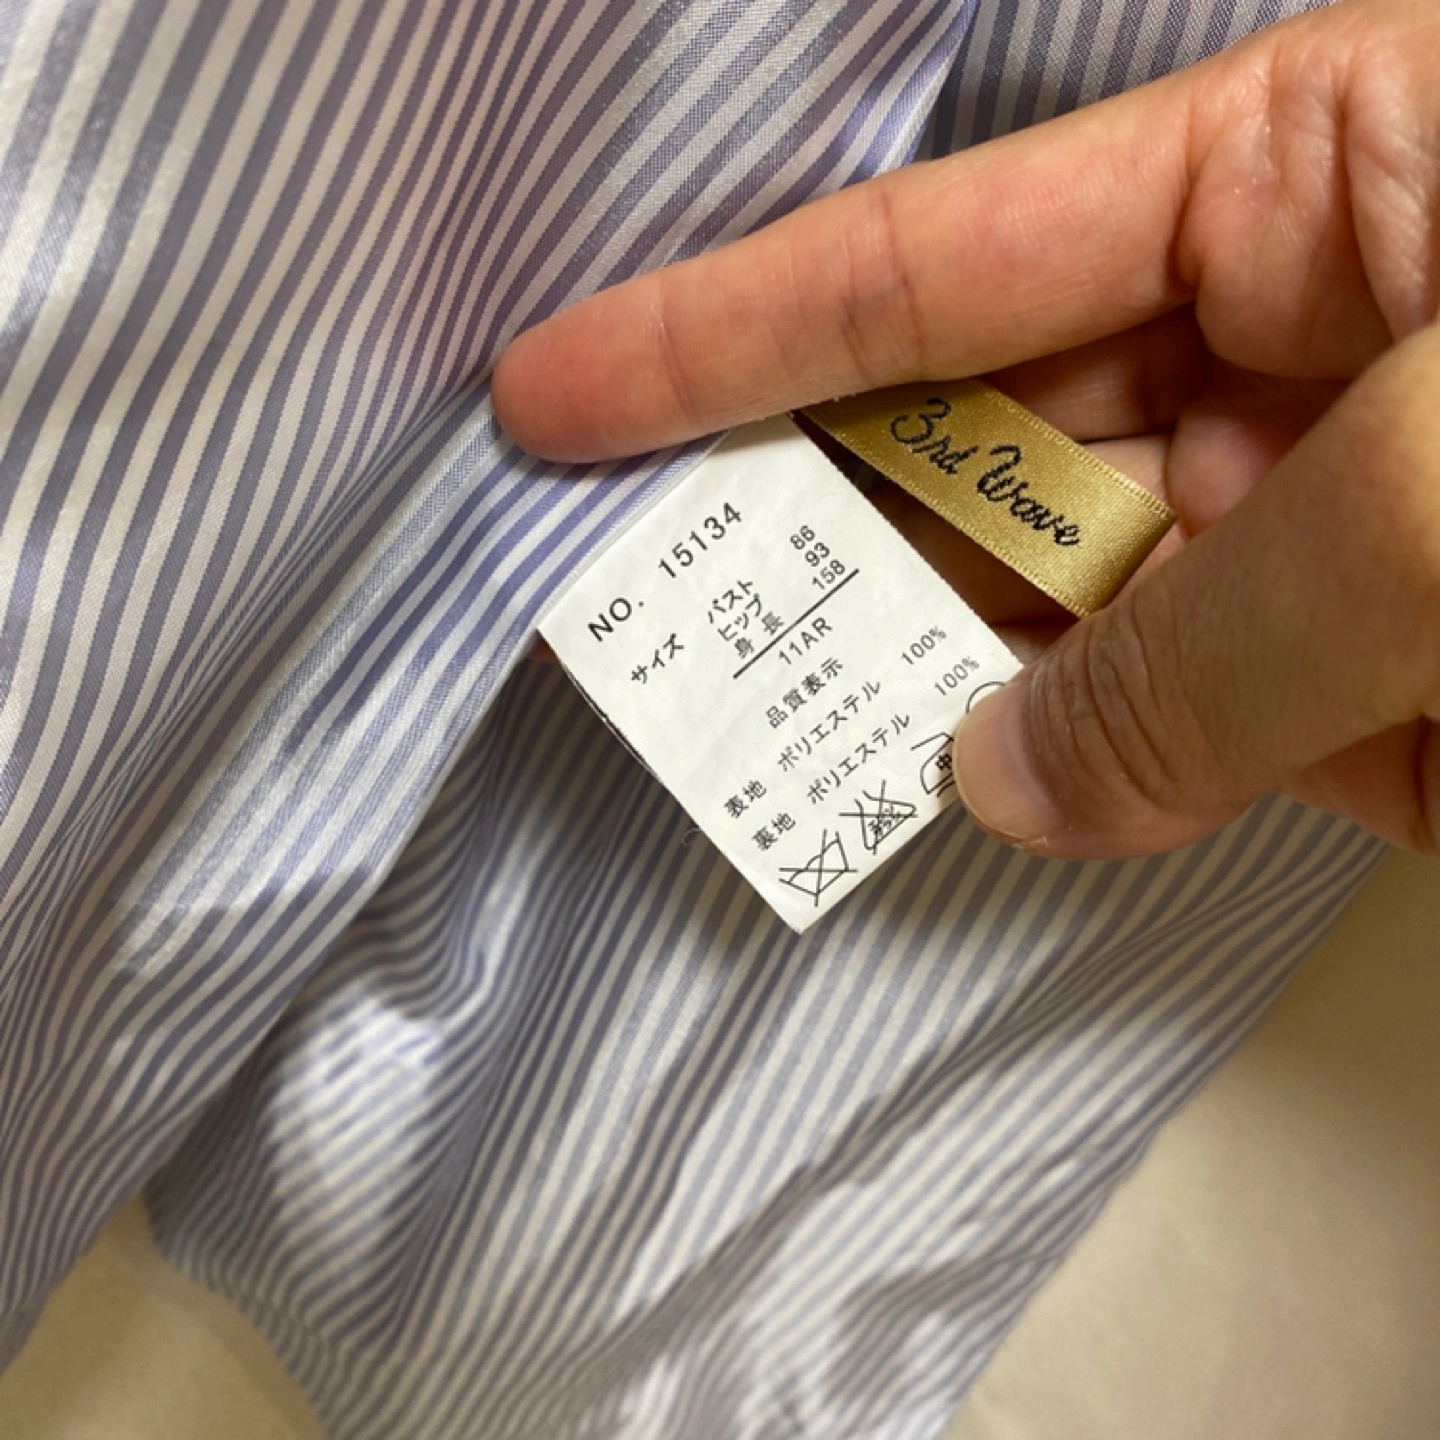 3rd Wave
NO. 15134
サイズ バスト 86
ヒップ 93
身長 158
11AR
品質表示
表地 ポリエステル 100%
裏地 ポリエステル 100%
中